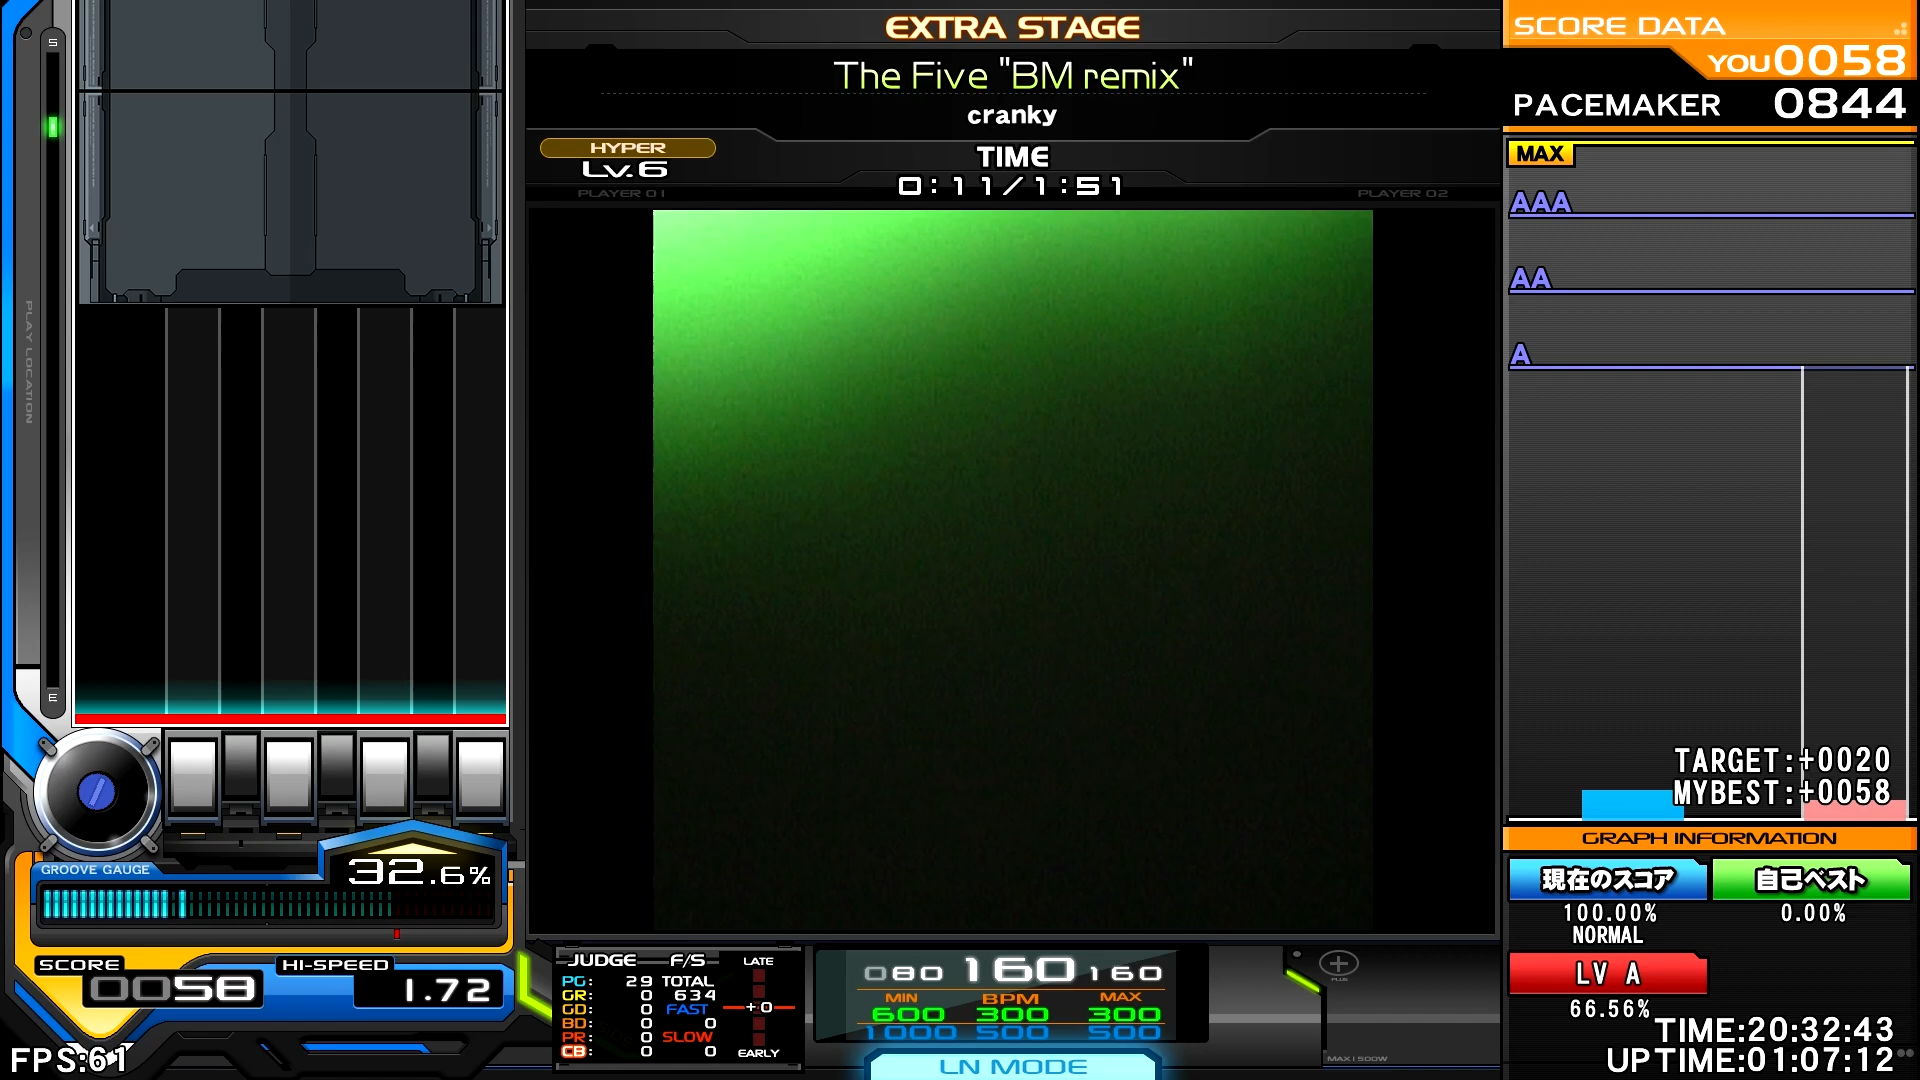 EXTRA STAGE
The Five "BM remix"
cranky
HYPER
Lv.6
TIME
0:11/1:51
PLAYER 01
PLAYER 02
S
PLAY LOCATION
E
GROOVE GAUGE
32.6%
SCORE
0058
HI-SPEED
1.72
FPS:61
JUDGE F/S
PG: 29 TOTAL
GR: 0 634
GD: 0 FAST
BD: 0 0
PR: 0 SLOW
CB: 0 0
LATE
+0
EARLY
080 160 160
MIN BPM MAX
600 300 300
1000 500 500
LN MODE
PLUS
MAX1500W
SCORE DATA
YOU 0058
PACEMAKER 0844
MAX
AAA
AA
A
TARGET:+0020
MYBEST:+0058
GRAPH INFORMATION
現在のスコア 自己ベスト
100.00% 0.00%
NORMAL
LV A
66.56%
TIME:20:32:43
UPTIME:01:07:12